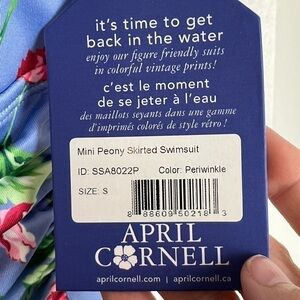 it's time to get
back in the water
enjoy our figure friendly suits
in colorful vintage prints!
c'est le moment
de se jeter à l'eau
des maillots seyants dans une gamme
d'imprimés colorés de style rétro !
Mini Peony Skirted Swimsuit
ID: SSA8022P Color: Periwinkle
SIZE: S
8 88609 50218 3
APRIL
CORNELL
aprilcornell.com | aprilcornell.ca